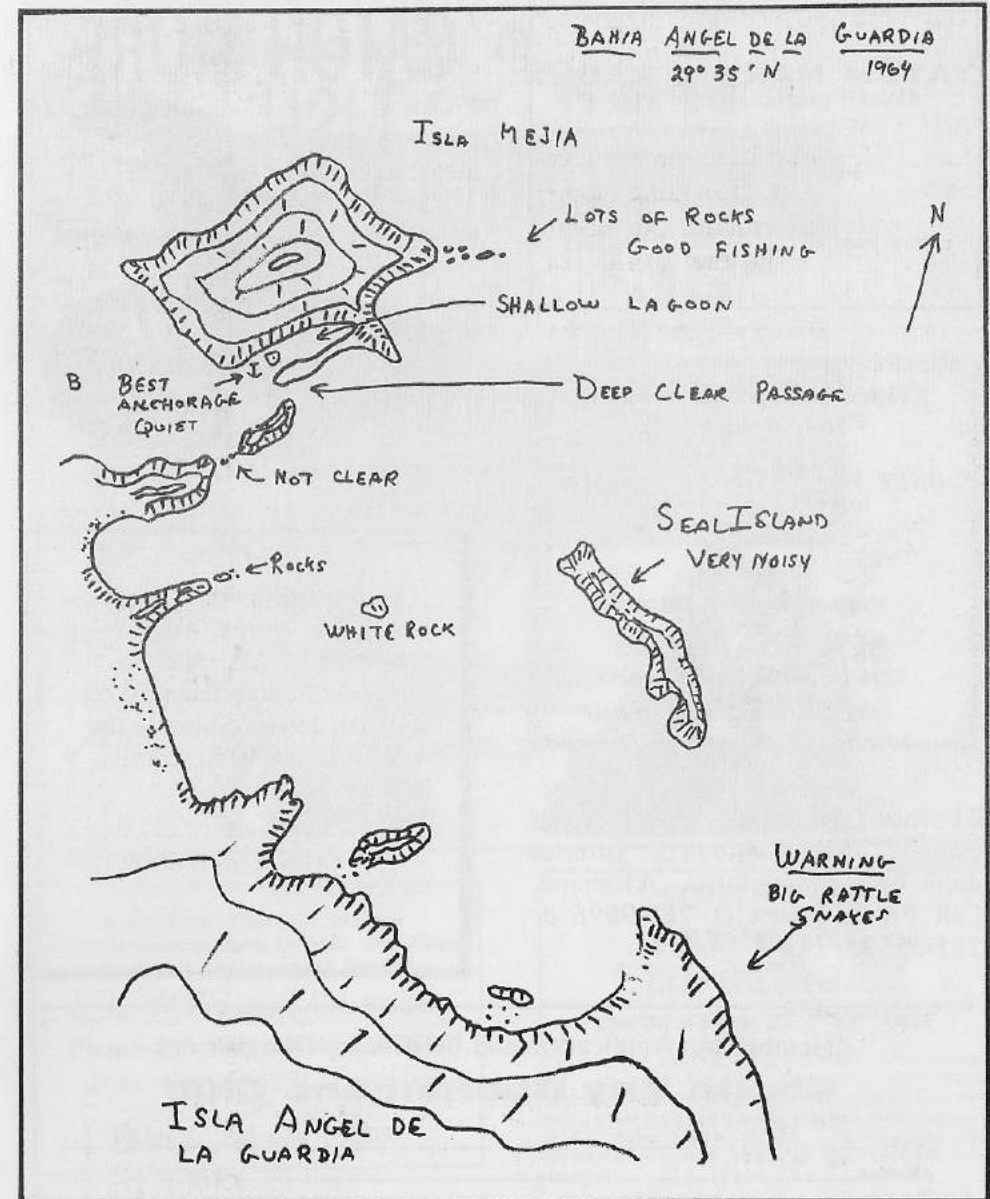 BAHIA ANGEL DE LA GUARDIA
29° 35' N 1964
ISLA MEJIA
LOTS OF ROCKS
GOOD FISHING
N
SHALLOW LAGOON
B
BEST
ANCHORAGE
QUIET
I
DEEP CLEAR PASSAGE
NOT CLEAR
SEAL ISLAND
VERY NOISY
ROCKS
WHITE ROCK
WARNING
BIG RATTLE
SNAKES
ISLA ANGEL DE
LA GUARDIA